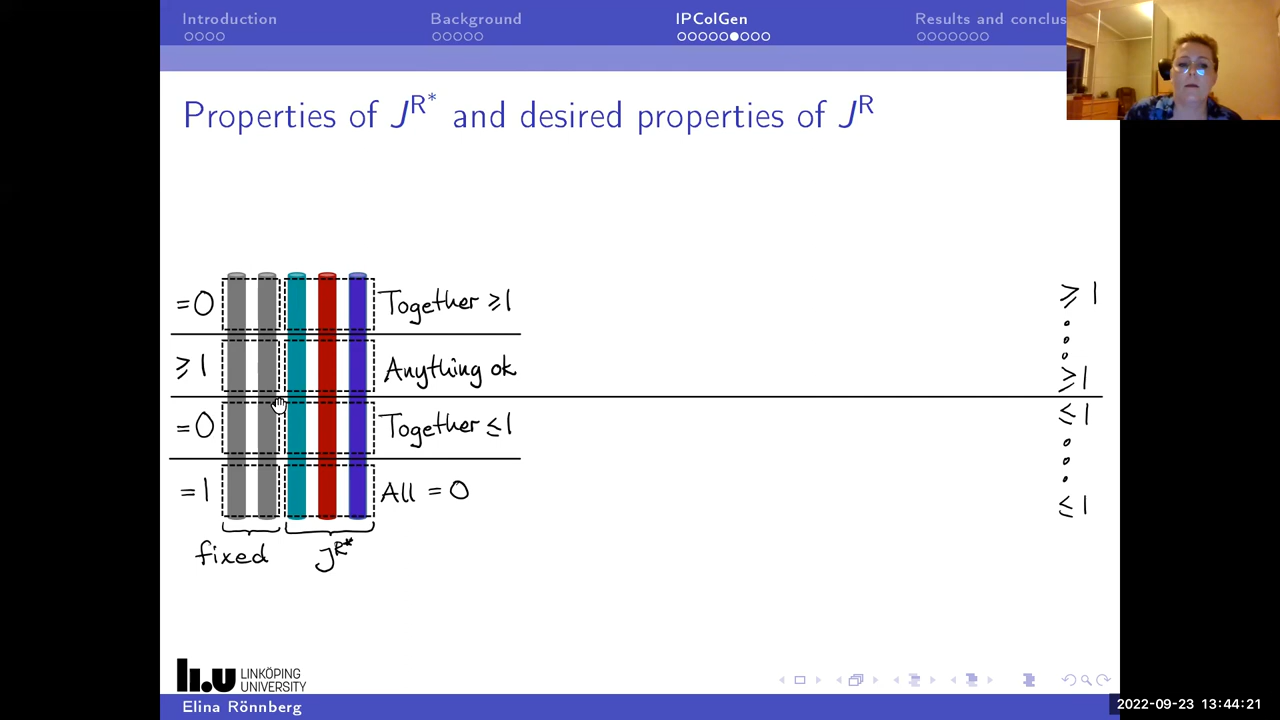 Introduction
Background
IPColGen
Results and conclus
Properties of J^R* and desired properties of J^R
=0 Together ≥1 ≥1
≥1 Anything ok ≥1
=0 Together ≤1 ≤1
=1 All = 0 ≤1
fixed J^R*
LINKÖPING
UNIVERSITY
li.u
Elina Rönnberg
2022-09-23 13:44:21